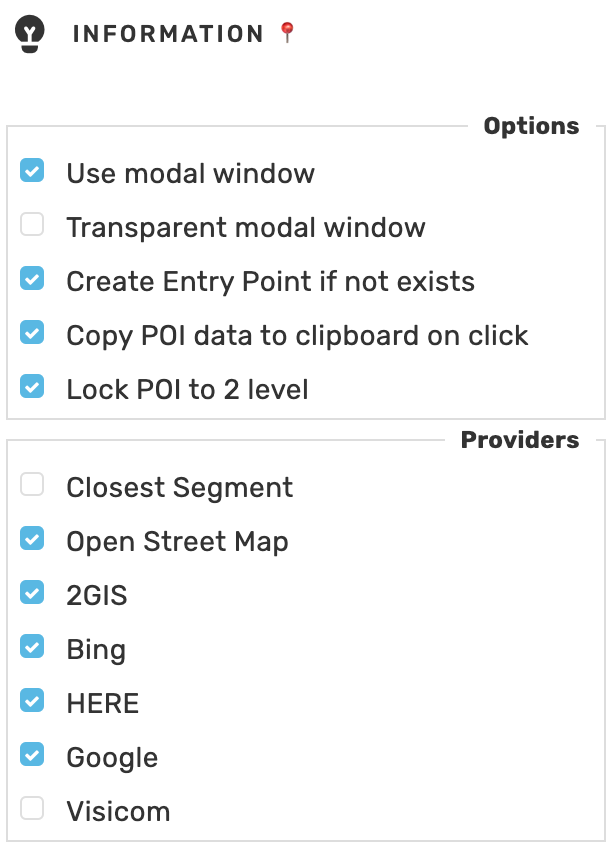 INFORMATION
Options
Use modal window
Transparent modal window
Create Entry Point if not exists
Copy POI data to clipboard on click
Lock POI to 2 level
Providers
Closest Segment
Open Street Map
2GIS
Bing
HERE
Google
Visicom